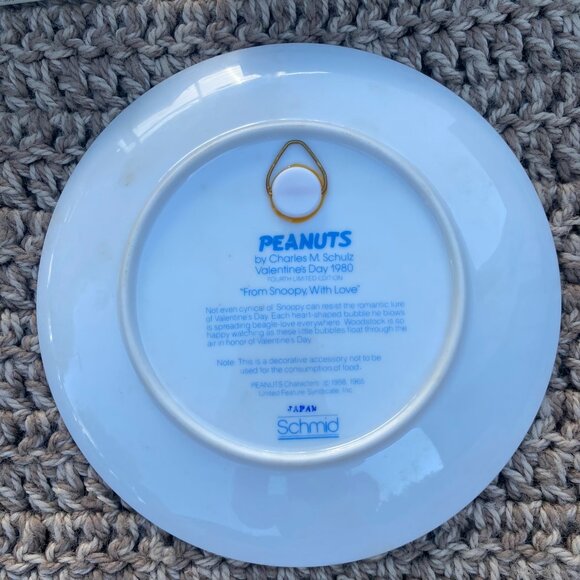 PEANUTS
by Charles M. Schulz
Valentine's Day 1980
FOURTH LIMITED EDITION
"From Snoopy, With Love"
Not even cynical ol' Snoopy can resist the romantic lure
of Valentine's Day. Each heart-shaped bubble he blows
is spreading beagle-love everywhere. Woodstock is so
happy watching as these little bubbles float through the
air in honor of Valentine's Day.
Note: This is a decorative accessory not to be
used for the consumption of food.
PEANUTS Characters: © 1958, 1965
United Feature Syndicate, Inc.
JAPAN
Schmid